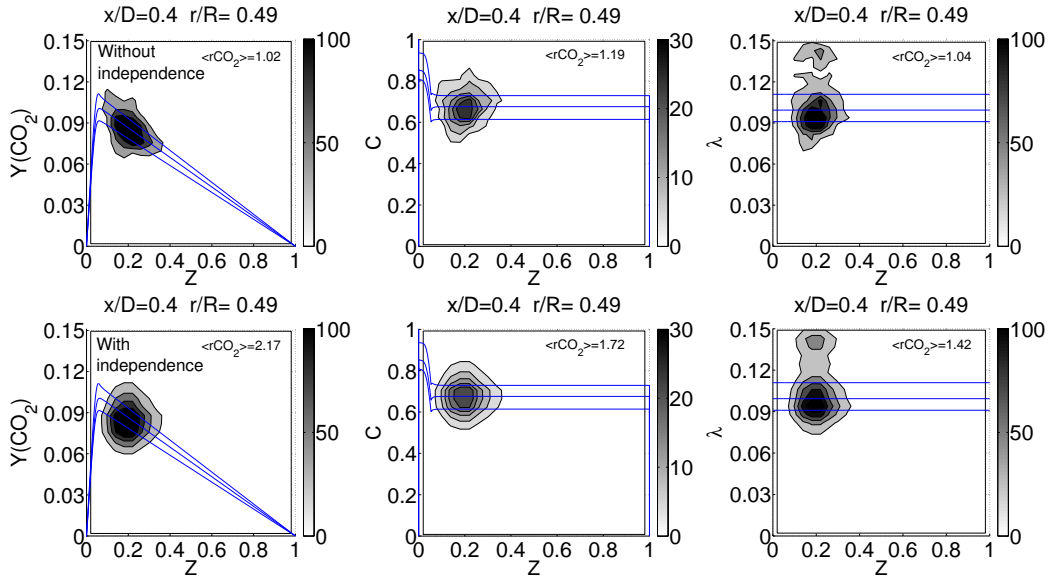 x/D=0.4 r/R= 0.49
x/D=0.4 r/R= 0.49
x/D=0.4 r/R= 0.49
Without
independence
<rCO2>=1.02
0.15
0.12
0.09
0.06
0.03
0
Y(CO2)
0 0.2 0.4 0.6 0.8 1
Z
100
50
0
<rCO2>=1.19
1
0.8
0.6
0.4
0.2
0
C
0 0.2 0.4 0.6 0.8 1
Z
30
20
10
0
<rCO2>=1.04
0.15
0.12
0.09
0.06
0.03
0
λ
0 0.2 0.4 0.6 0.8 1
Z
100
50
0
x/D=0.4 r/R= 0.49
x/D=0.4 r/R= 0.49
x/D=0.4 r/R= 0.49
With
independence
<rCO2>=2.17
0.15
0.12
0.09
0.06
0.03
0
Y(CO2)
0 0.2 0.4 0.6 0.8 1
Z
100
50
0
<rCO2>=1.72
1
0.8
0.6
0.4
0.2
0
C
0 0.2 0.4 0.6 0.8 1
Z
30
20
10
0
<rCO2>=1.42
0.15
0.12
0.09
0.06
0.03
0
λ
0 0.2 0.4 0.6 0.8 1
Z
100
50
0